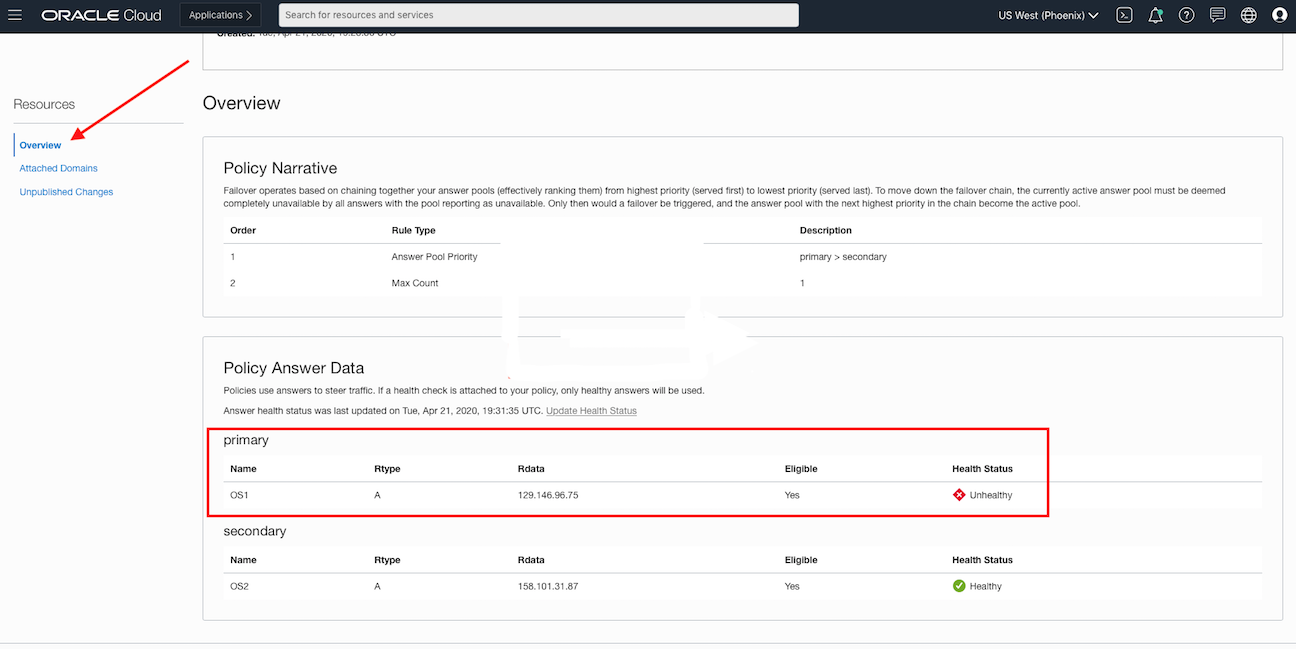 ORACLE Cloud
Applications
Search for resources and services
US West (Phoenix)
Created: Tue, Apr 21, 2020,
Resources
Overview
Attached Domains
Unpublished Changes
Overview
Policy Narrative
Failover operates based on chaining together your answer pools (effectively ranking them) from highest priority (served first) to lowest priority (served last). To move down the failover chain, the currently active answer pool must be deemed
completely unavailable by all answers with the pool reporting as unavailable. Only then would a failover be triggered, and the answer pool with the next highest priority in the chain become the active pool.
Order Rule Type Description
1 Answer Pool Priority primary > secondary
2 Max Count 1
Policy Answer Data
Policies use answers to steer traffic. If a health check is attached to your policy, only healthy answers will be used.
Answer health status was last updated on Tue, Apr 21, 2020, 19:31:35 UTC. Update Health Status
primary
Name Rtype Rdata Eligible Health Status
OS1 A 129.146.96.75 Yes Unhealthy
secondary
Name Rtype Rdata Eligible Health Status
OS2 A 158.101.31.87 Yes Healthy